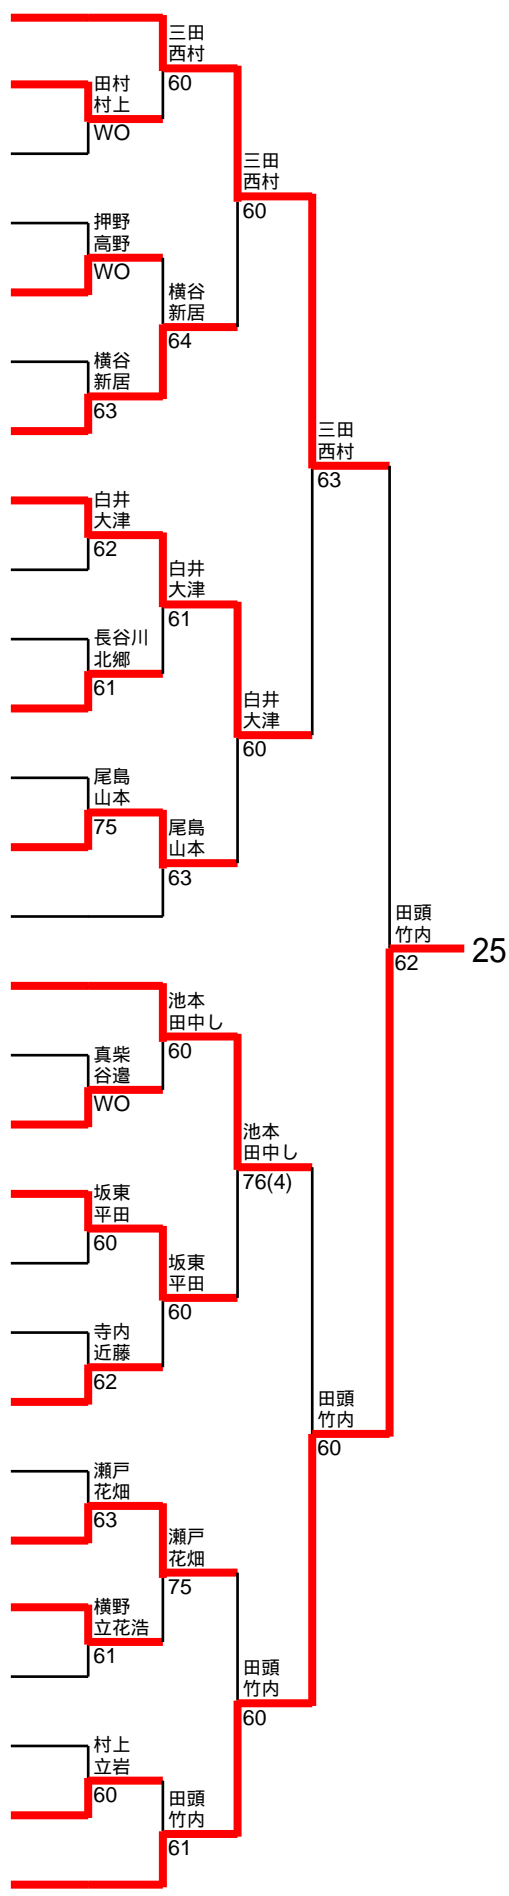 三田
西村
60
田村
村上
WO
三田
西村
60
押野
高野
WO
横谷
新居
64
横谷
新居
63
三田
西村
63
白井
大津
62
白井
大津
61
長谷川
北郷
61
白井
大津
60
尾島
山本
75
尾島
山本
63
田頭
竹内
62
25
池本
田中し
60
真柴
谷邉
WO
池本
田中し
76(4)
坂東
平田
60
坂東
平田
60
寺内
近藤
62
田頭
竹内
60
瀬戸
花畑
63
瀬戸
花畑
75
横野
立花浩
61
田頭
竹内
60
村上
立岩
60
田頭
竹内
61